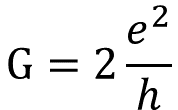 G = 2 e²/h